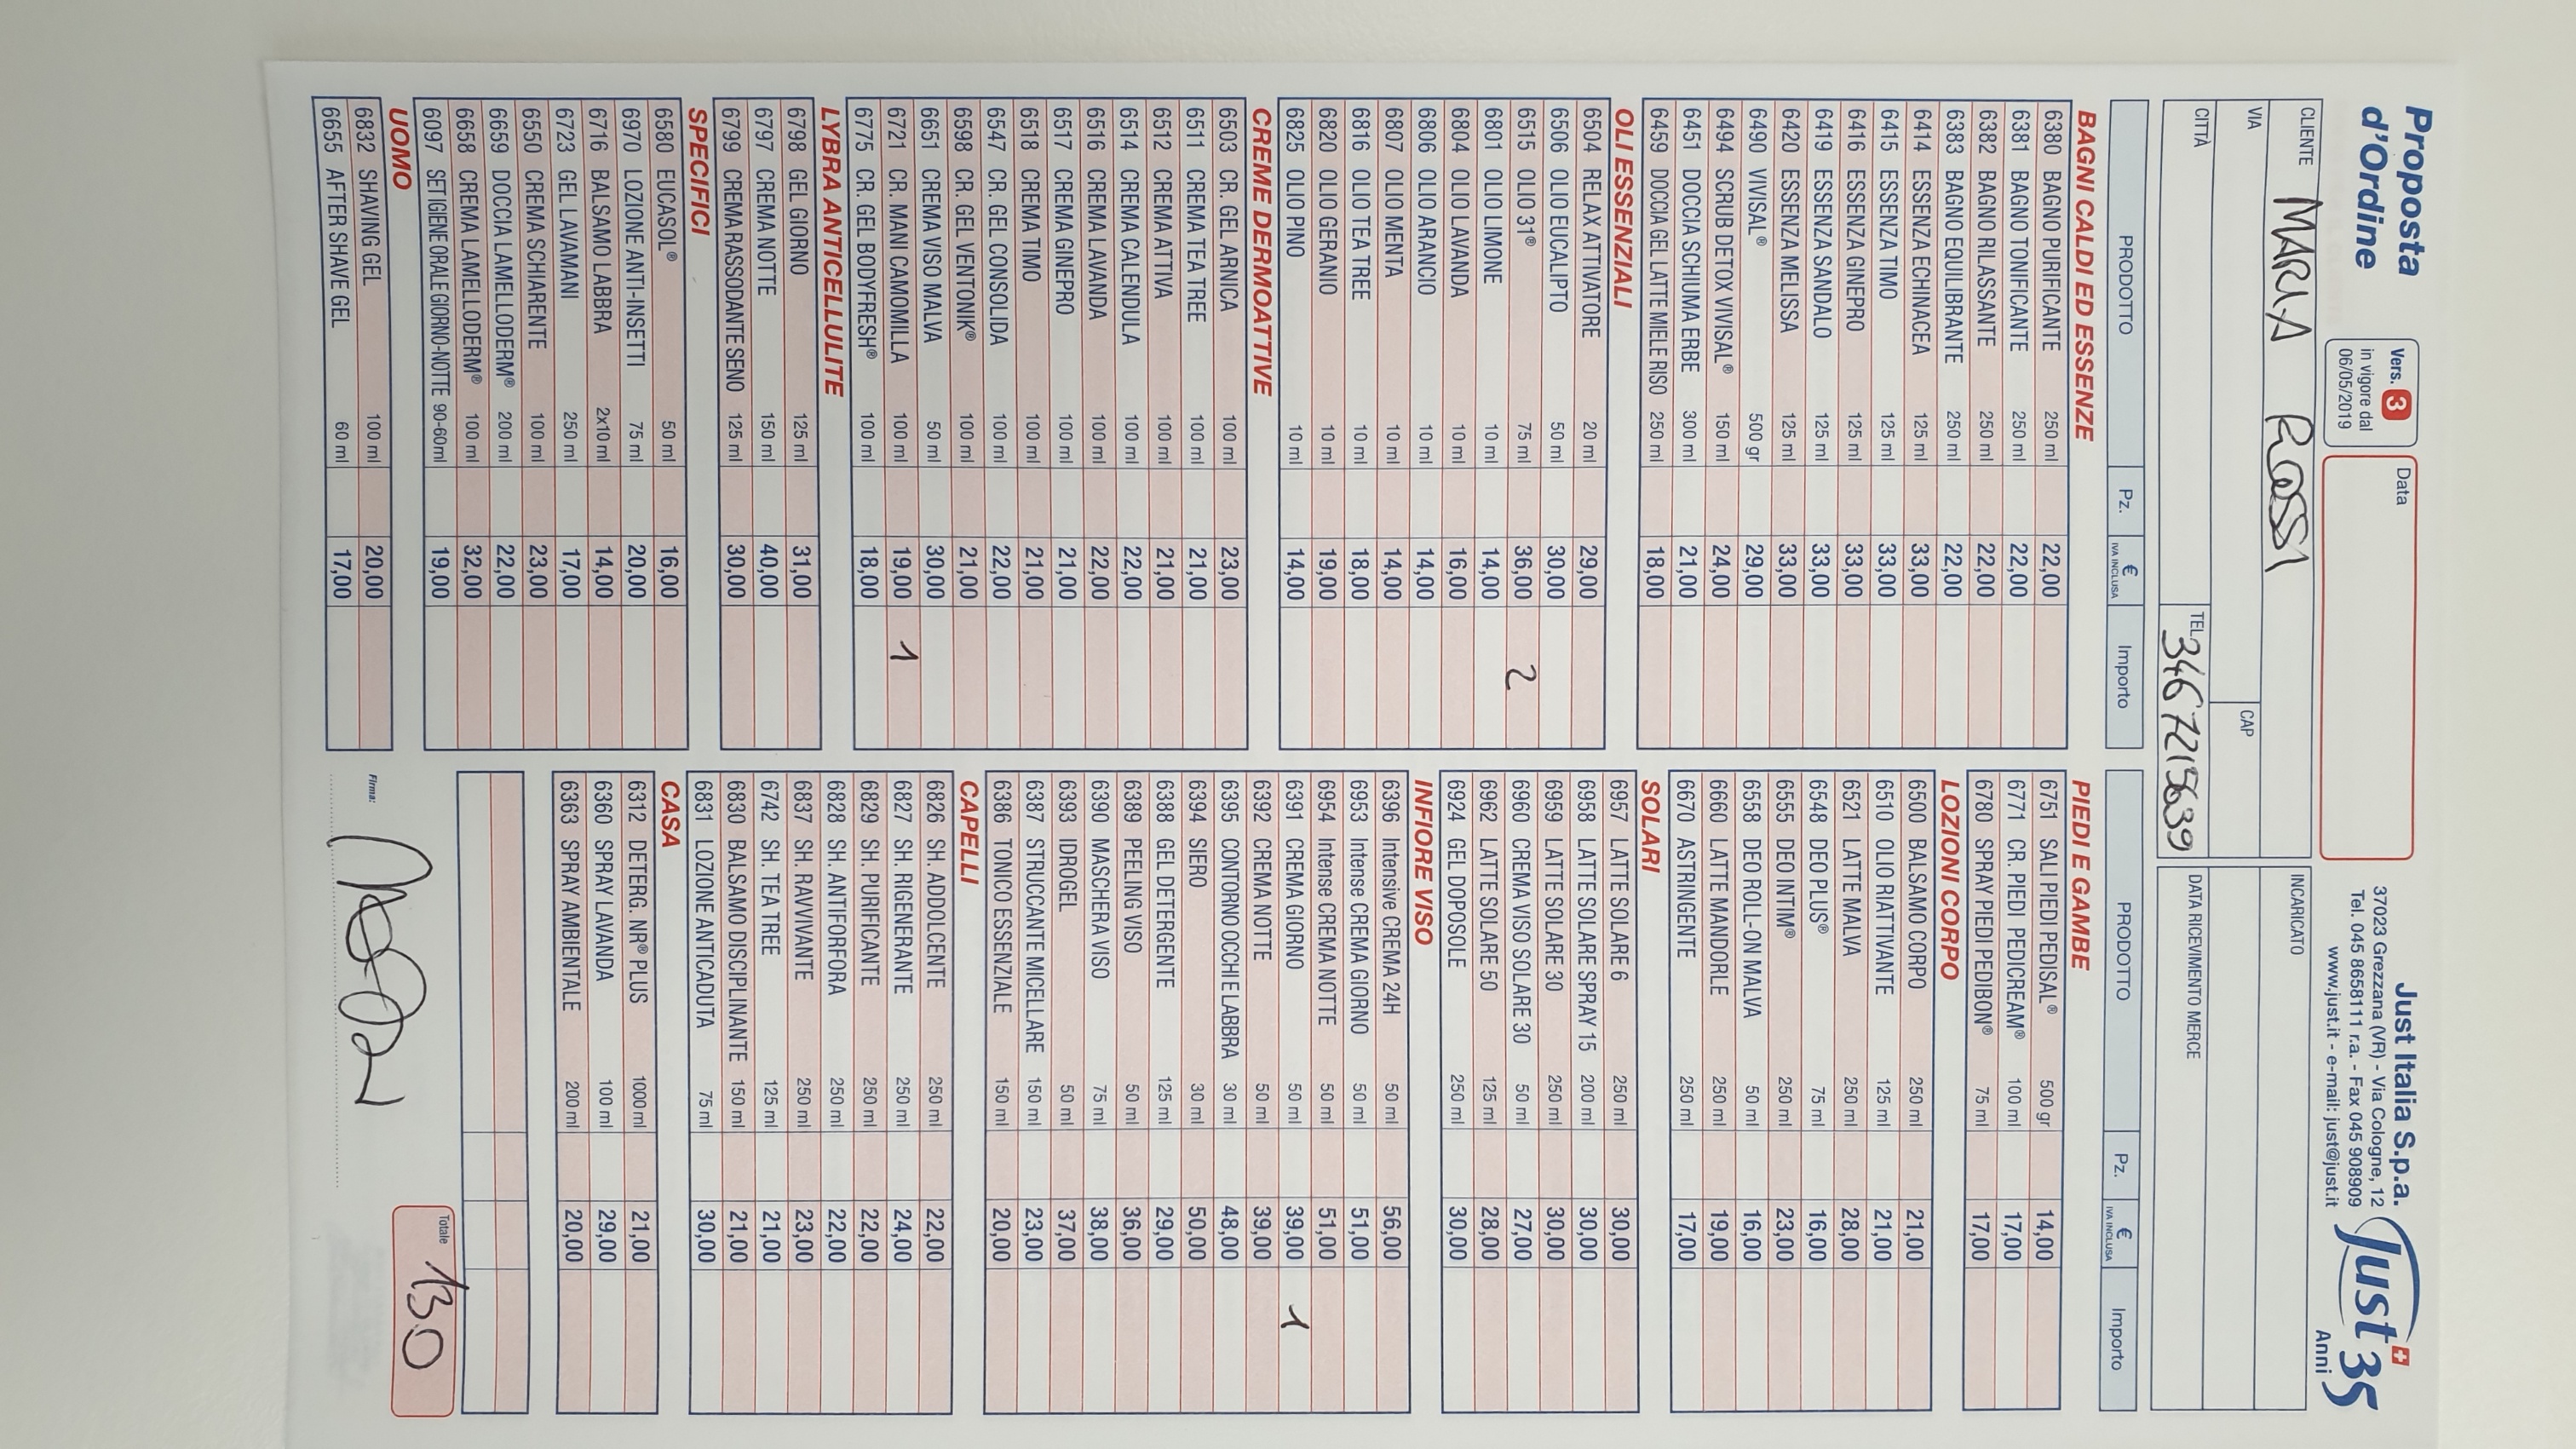 Proposta
d'Ordine
Vers. 3
in vigore dal
06/05/2019
Data
Just Italia S.p.a.
37023 Grezzana (VR) - Via Cologne, 12
Tel. 045 8658111 r.a. - Fax 045 908909
www.just.it - e-mail: just@just.it
Just 35
Anni
CLIENTE MARIA ROSSI
VIA
CAP
CITTÀ
TEL 3467215639
INCARICATO
DATA RICEVIMENTO MERCE
PRODOTTO Pz. € IVA INCLUSA Importo
BAGNI CALDI ED ESSENZE
6380 BAGNO PURIFICANTE 250 ml 22,00
6381 BAGNO TONIFICANTE 250 ml 22,00
6382 BAGNO RILASSANTE 250 ml 22,00
6383 BAGNO EQUILIBRANTE 250 ml 22,00
6414 ESSENZA ECHINACEA 125 ml 33,00
6415 ESSENZA TIMO 125 ml 33,00
6416 ESSENZA GINEPRO 125 ml 33,00
6419 ESSENZA SANDALO 125 ml 33,00
6420 ESSENZA MELISSA 125 ml 33,00
6490 VIVISAL® 500 gr 29,00
6494 SCRUB DETOX VIVISAL® 150 ml 24,00
6451 DOCCIA SCHIUMA ERBE 300 ml 21,00
6459 DOCCIA GEL LATTE MIELE RISO 250 ml 18,00
OLI ESSENZIALI
6504 RELAX ATTIVATORE 20 ml 29,00
6506 OLIO EUCALIPTO 50 ml 30,00
6515 OLIO 31® 75 ml 36,00 2
6801 OLIO LIMONE 10 ml 14,00
6804 OLIO LAVANDA 10 ml 16,00
6806 OLIO ARANCIO 10 ml 14,00
6807 OLIO MENTA 10 ml 14,00
6816 OLIO TEA TREE 10 ml 18,00
6820 OLIO GERANIO 10 ml 19,00
6825 OLIO PINO 10 ml 14,00
CREME DERMOATTIVE
6503 CR. GEL ARNICA 100 ml 23,00
6511 CREMA TEA TREE 100 ml 21,00
6512 CREMA ATTIVA 100 ml 21,00
6514 CREMA CALENDULA 100 ml 22,00
6516 CREMA LAVANDA 100 ml 22,00
6517 CREMA GINEPRO 100 ml 21,00
6518 CREMA TIMO 100 ml 21,00
6547 CR. GEL CONSOLIDA 100 ml 22,00
6598 CR. GEL VENTONIK® 100 ml 21,00
6651 CREMA VISO MALVA 50 ml 30,00
6721 CR. MANI CAMOMILLA 100 ml 19,00 1
6775 CR. GEL BODYFRESH® 100 ml 18,00
LYBRA ANTICELLULITE
6798 GEL GIORNO 125 ml 31,00
6797 CREMA NOTTE 150 ml 40,00
6799 CREMA RASSODANTE SENO 125 ml 30,00
SPECIFICI
6580 EUCASOL® 50 ml 16,00
6970 LOZIONE ANTI-INSETTI 75 ml 20,00
6716 BALSAMO LABBRA 2x10 ml 14,00
6723 GEL LAVAMANI 250 ml 17,00
6550 CREMA SCHIARENTE 100 ml 23,00
6659 DOCCIA LAMELLODERM® 200 ml 22,00
6658 CREMA LAMELLODERM® 100 ml 32,00
6097 SET IGIENE ORALE GIORNO-NOTTE 90-60ml 19,00
UOMO
6832 SHAVING GEL 100 ml 20,00
6655 AFTER SHAVE GEL 60 ml 17,00
PRODOTTO Pz. € IVA INCLUSA Importo
PIEDI E GAMBE
6751 SALI PIEDI PEDISAL® 500 gr 14,00
6771 CR. PIEDI PEDICREAM® 100 ml 17,00
6780 SPRAY PIEDI PEDIBON® 75 ml 17,00
LOZIONI CORPO
6500 BALSAMO CORPO 250 ml 21,00
6510 OLIO RIATTIVANTE 125 ml 21,00
6521 LATTE MALVA 250 ml 28,00
6548 DEO PLUS® 75 ml 16,00
6555 DEO INTIM® 250 ml 23,00
6558 DEO ROLL-ON MALVA 50 ml 16,00
6660 LATTE MANDORLE 250 ml 19,00
6670 ASTRINGENTE 250 ml 17,00
SOLARI
6957 LATTE SOLARE 6 250 ml 30,00
6958 LATTE SOLARE SPRAY 15 200 ml 30,00
6959 LATTE SOLARE 30 250 ml 30,00
6960 CREMA VISO SOLARE 30 50 ml 27,00
6962 LATTE SOLARE 50 125 ml 28,00
6924 GEL DOPOSOLE 250 ml 30,00
INFIORE VISO
6396 Intensive CREMA 24H 50 ml 56,00
6953 Intense CREMA GIORNO 50 ml 51,00
6954 Intense CREMA NOTTE 50 ml 51,00
6391 CREMA GIORNO 50 ml 39,00 1
6392 CREMA NOTTE 50 ml 39,00
6395 CONTORNO OCCHI E LABBRA 30 ml 48,00
6394 SIERO 30 ml 50,00
6388 GEL DETERGENTE 125 ml 29,00
6389 PEELING VISO 50 ml 36,00
6390 MASCHERA VISO 75 ml 38,00
6393 IDROGEL 50 ml 37,00
6387 STRUCCANTE MICELLARE 150 ml 23,00
6386 TONICO ESSENZIALE 150 ml 20,00
CAPELLI
6826 SH. ADDOLCENTE 250 ml 22,00
6827 SH. RIGENERANTE 250 ml 24,00
6829 SH. PURIFICANTE 250 ml 22,00
6828 SH. ANTIFORFORA 250 ml 22,00
6837 SH. RAVVIVANTE 250 ml 23,00
6742 SH. TEA TREE 125 ml 21,00
6830 BALSAMO DISCIPLINANTE 150 ml 21,00
6831 LOZIONE ANTICADUTA 75 ml 30,00
CASA
6312 DETERG. NR® PLUS 1000 ml 21,00
6360 SPRAY LAVANDA 100 ml 29,00
6363 SPRAY AMBIENTALE 200 ml 20,00
Totale 130
Firma: